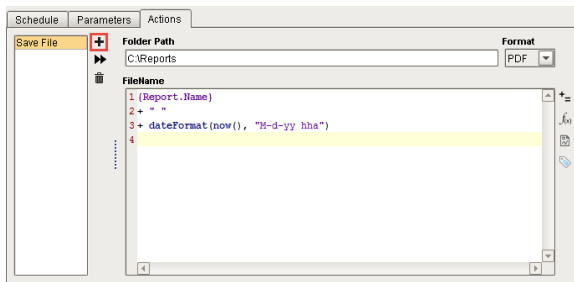 Schedule Parameters Actions
Save File
Folder Path Format
C:\Reports PDF
FileName
1 {Report.Name}
2 + " "
3 + dateFormat(now(), "M-d-yy hha")
4
f(x)